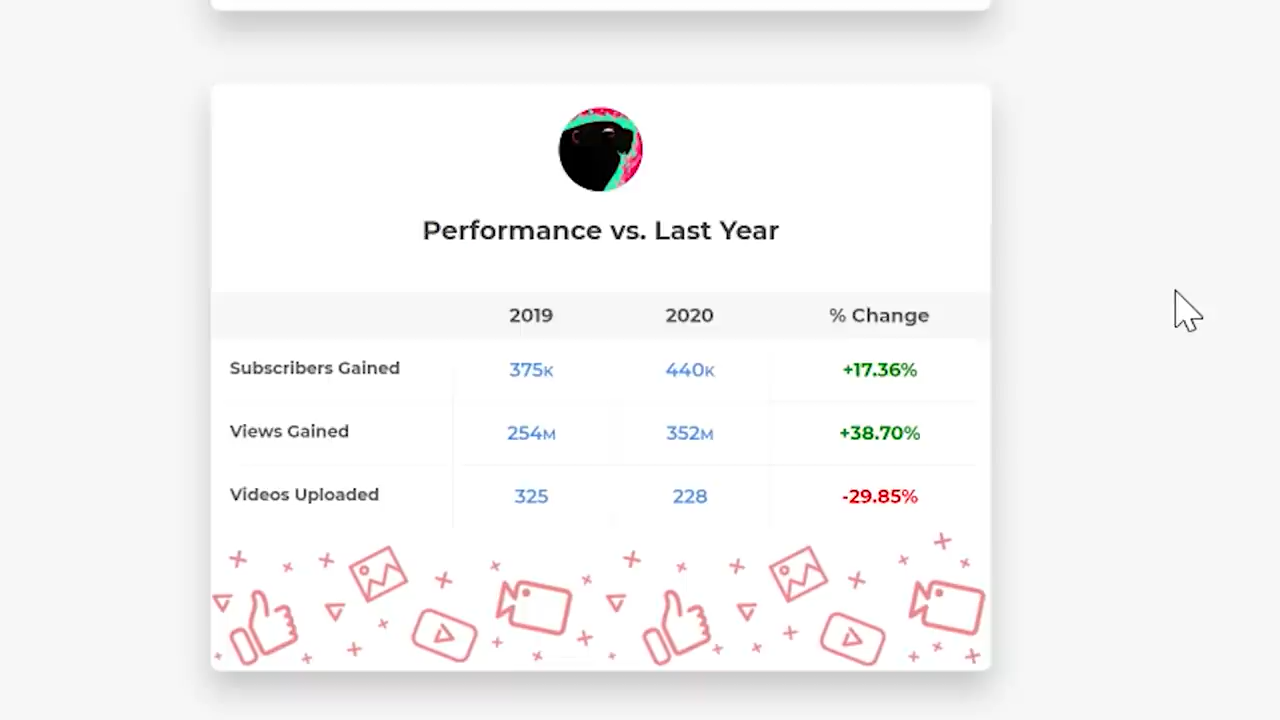 Performance vs. Last Year
2019 2020 % Change
Subscribers Gained 375K 440K +17.36%
Views Gained 254M 352M +38.70%
Videos Uploaded 325 228 -29.85%